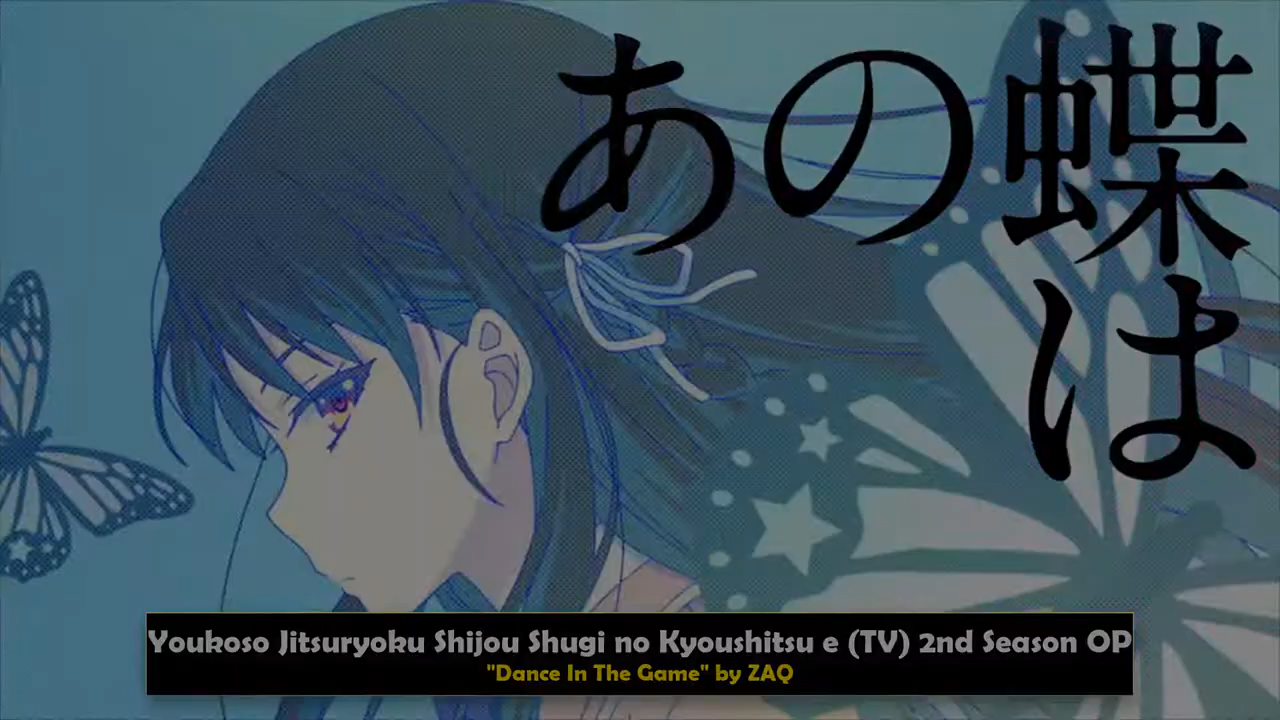 あの蝶は
Youkoso Jitsuryoku Shijou Shugi no Kyoushitsu e (TV) 2nd Season OP
"Dance In The Game" by ZAQ